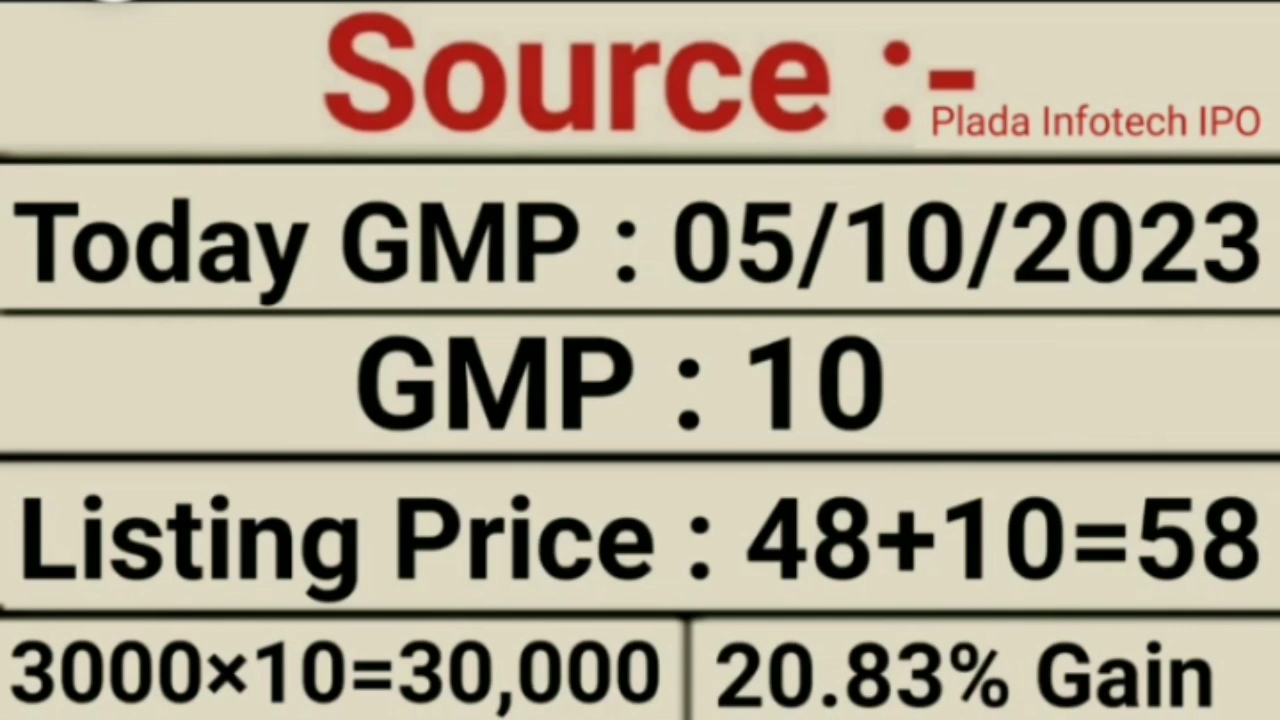 Source :-
Plada Infotech IPO
Today GMP : 05/10/2023
GMP : 10
Listing Price : 48+10=58
3000×10=30,000
20.83% Gain